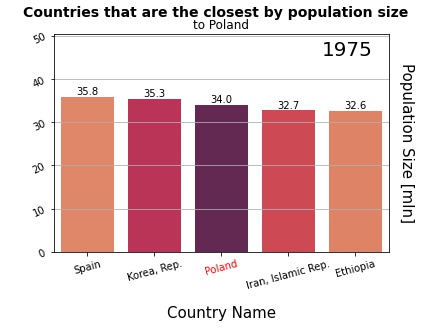 Countries that are the closest by population size
to Poland
1975
50
40
30
20
10
0
35.8
35.3
34.0
32.7
32.6
Spain
Korea, Rep.
Poland
Iran, Islamic Rep.
Ethiopia
Country Name
Population Size [mln]